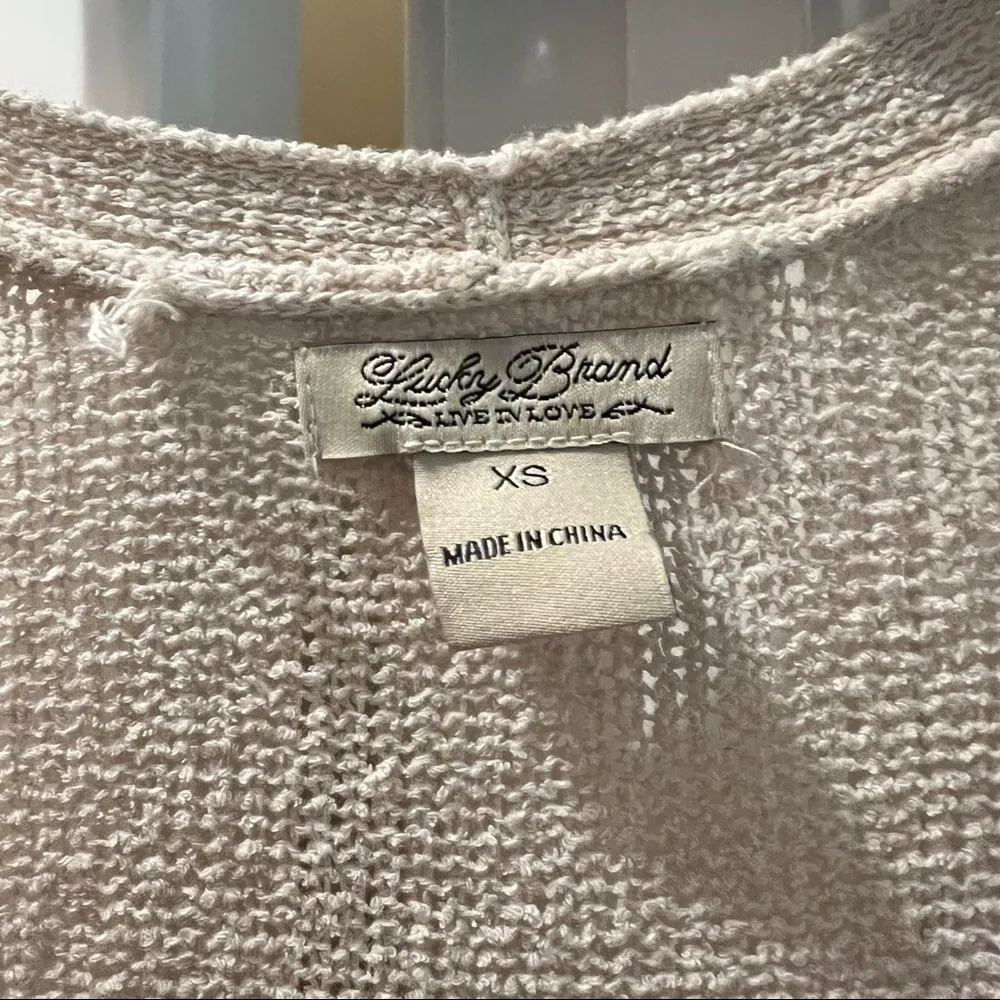 Lucky Brand
LIVE IN LOVE
XS
MADE IN CHINA